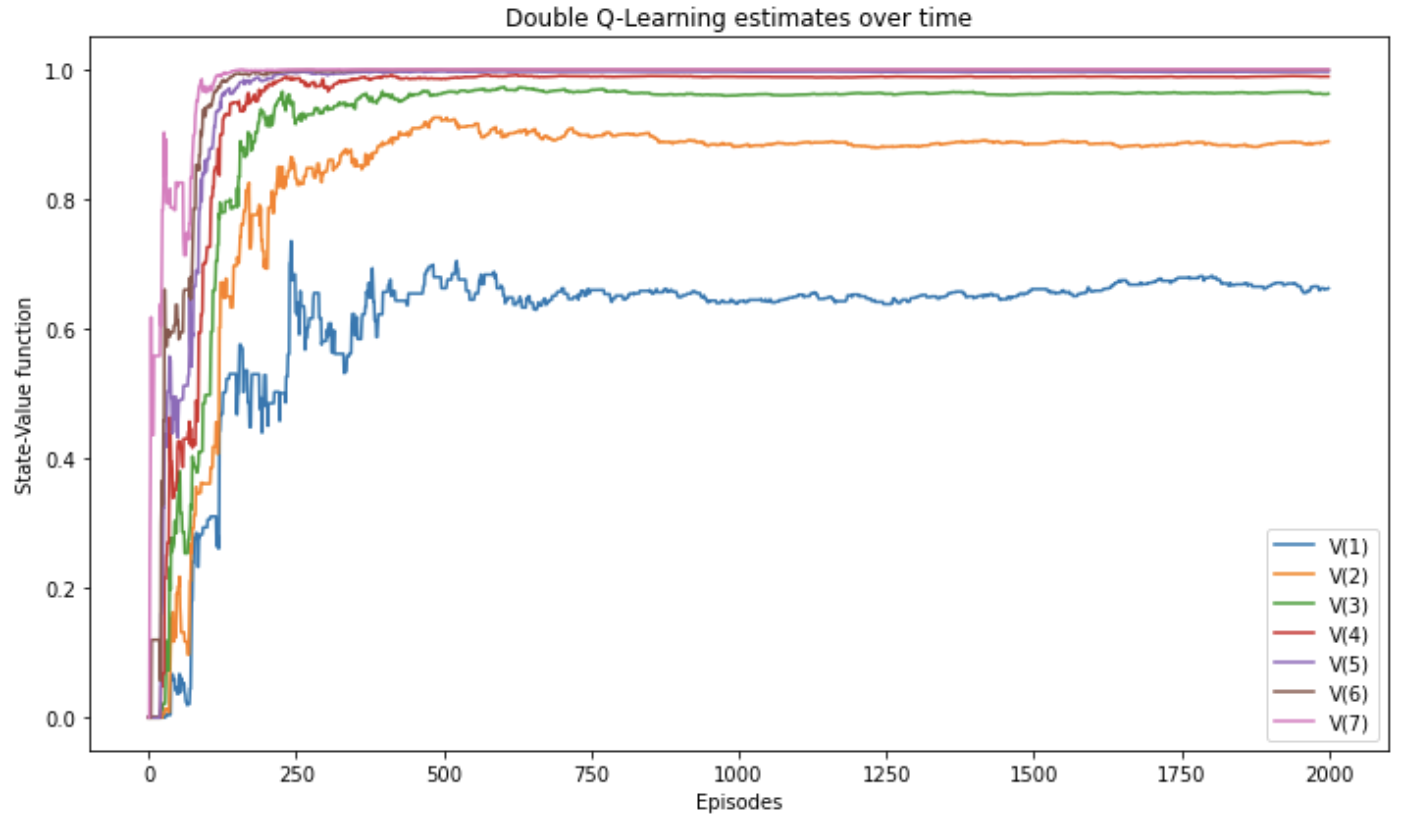 Double Q-Learning estimates over time
1.0
0.8
0.6
0.4
0.2
0.0
State-Value function
0 250 500 750 1000 1250 1500 1750 2000
Episodes
V(1)
V(2)
V(3)
V(4)
V(5)
V(6)
V(7)